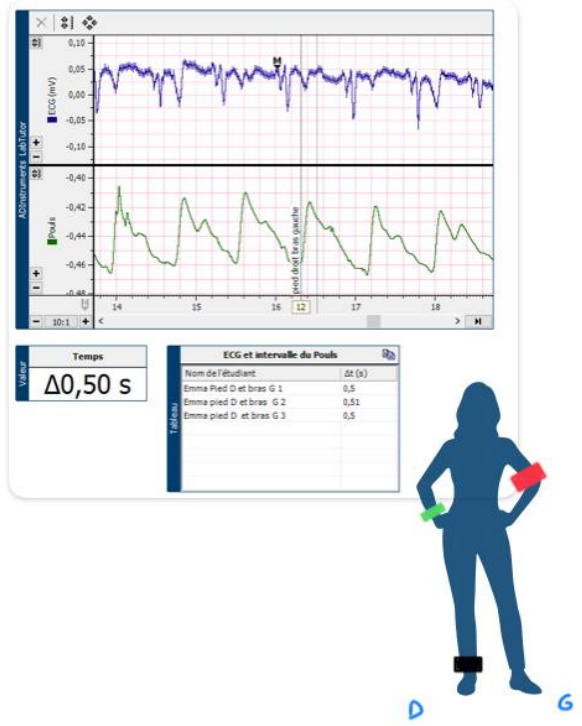 0,10
0,05
0,00
-0,05
-0,10
ECG (mV)
M
ADInstruments LabTutor
-0,40
-0,42
-0,44
-0,46
-0,48
Pouls
pied droit bras gauche
14 15 16 12 17 18
10:1
Valeur
Temps
Δ0,50 s
Tableau
ECG et intervalle du Pouls
Nom de l'étudiant Δt (s)
Emma Pied D et bras G 1 0,5
Emma pied D et bras G 2 0,51
Emma pied D et bras G 3 0,5
D G